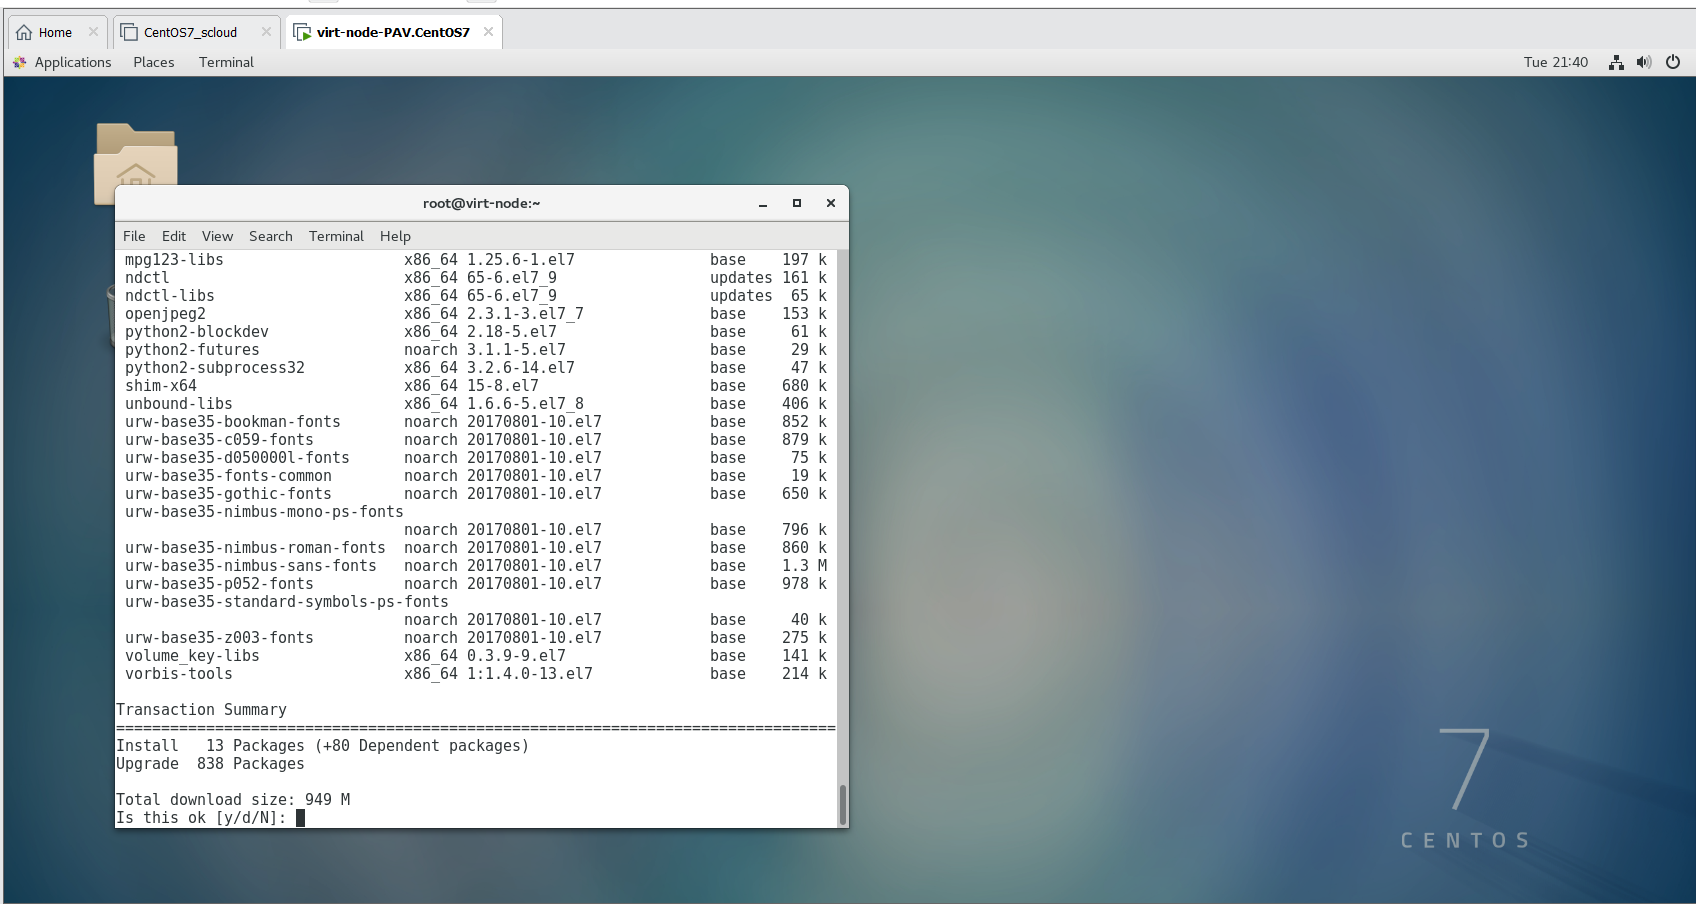 Home
CentOS7_scloud
virt-node-PAV.CentOS7
Applications Places Terminal
Tue 21:40
root@virt-node:~
File Edit View Search Terminal Help
mpg123-libs x86_64 1.25.6-1.el7 base 197 k
ndctl x86_64 65-6.el7_9 updates 161 k
ndctl-libs x86_64 65-6.el7_9 updates 65 k
openjpeg2 x86_64 2.3.1-3.el7_7 base 153 k
python2-blockdev x86_64 2.18-5.el7 base 61 k
python2-futures noarch 3.1.1-5.el7 base 29 k
python2-subprocess32 x86_64 3.2.6-14.el7 base 47 k
shim-x64 x86_64 15-8.el7 base 680 k
unbound-libs x86_64 1.6.6-5.el7_8 base 406 k
urw-base35-bookman-fonts noarch 20170801-10.el7 base 852 k
urw-base35-c059-fonts noarch 20170801-10.el7 base 879 k
urw-base35-d050000l-fonts noarch 20170801-10.el7 base 75 k
urw-base35-fonts-common noarch 20170801-10.el7 base 19 k
urw-base35-gothic-fonts noarch 20170801-10.el7 base 650 k
urw-base35-nimbus-mono-ps-fonts
noarch 20170801-10.el7 base 796 k
urw-base35-nimbus-roman-fonts noarch 20170801-10.el7 base 860 k
urw-base35-nimbus-sans-fonts noarch 20170801-10.el7 base 1.3 M
urw-base35-p052-fonts noarch 20170801-10.el7 base 978 k
urw-base35-standard-symbols-ps-fonts
noarch 20170801-10.el7 base 40 k
urw-base35-z003-fonts noarch 20170801-10.el7 base 275 k
volume_key-libs x86_64 0.3.9-9.el7 base 141 k
vorbis-tools x86_64 1:1.4.0-13.el7 base 214 k
Transaction Summary
================================================================================
Install 13 Packages (+80 Dependent packages)
Upgrade 838 Packages
Total download size: 949 M
Is this ok [y/d/N]:
7
CENTOS